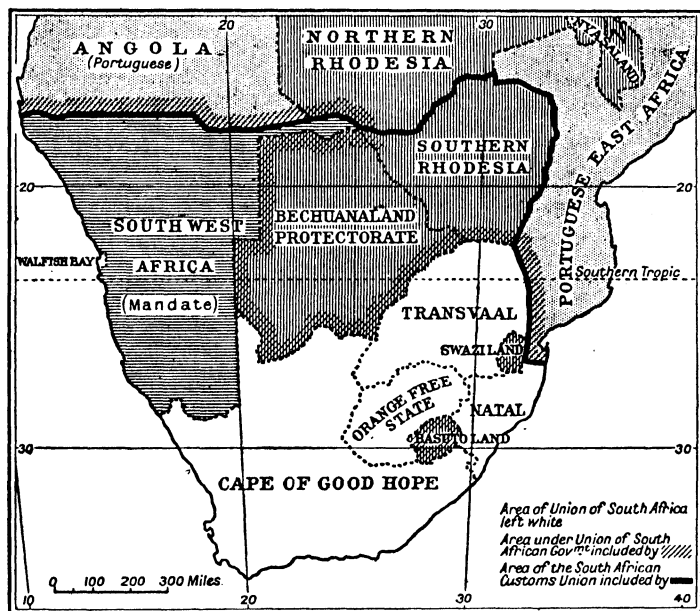 20
30
ANGOLA
(Portuguese)
NORTHERN
RHODESIA
NYASALAND
PORTUGUESE EAST AFRICA
SOUTHERN
RHODESIA
20
20
SOUTH WEST
AFRICA
(Mandate)
BECHUANALAND
PROTECTORATE
WALFISH BAY
Southern Tropic
TRANSVAAL
SWAZILAND
ORANGE FREE
STATE
NATAL
BASUTOLAND
30
30
CAPE OF GOOD HOPE
Area of Union of South Africa
left white
Area under Union of South
African Govmt included by
Area of the South African
Customs Union included by
0 100 200 300 Miles.
10
20
30
40